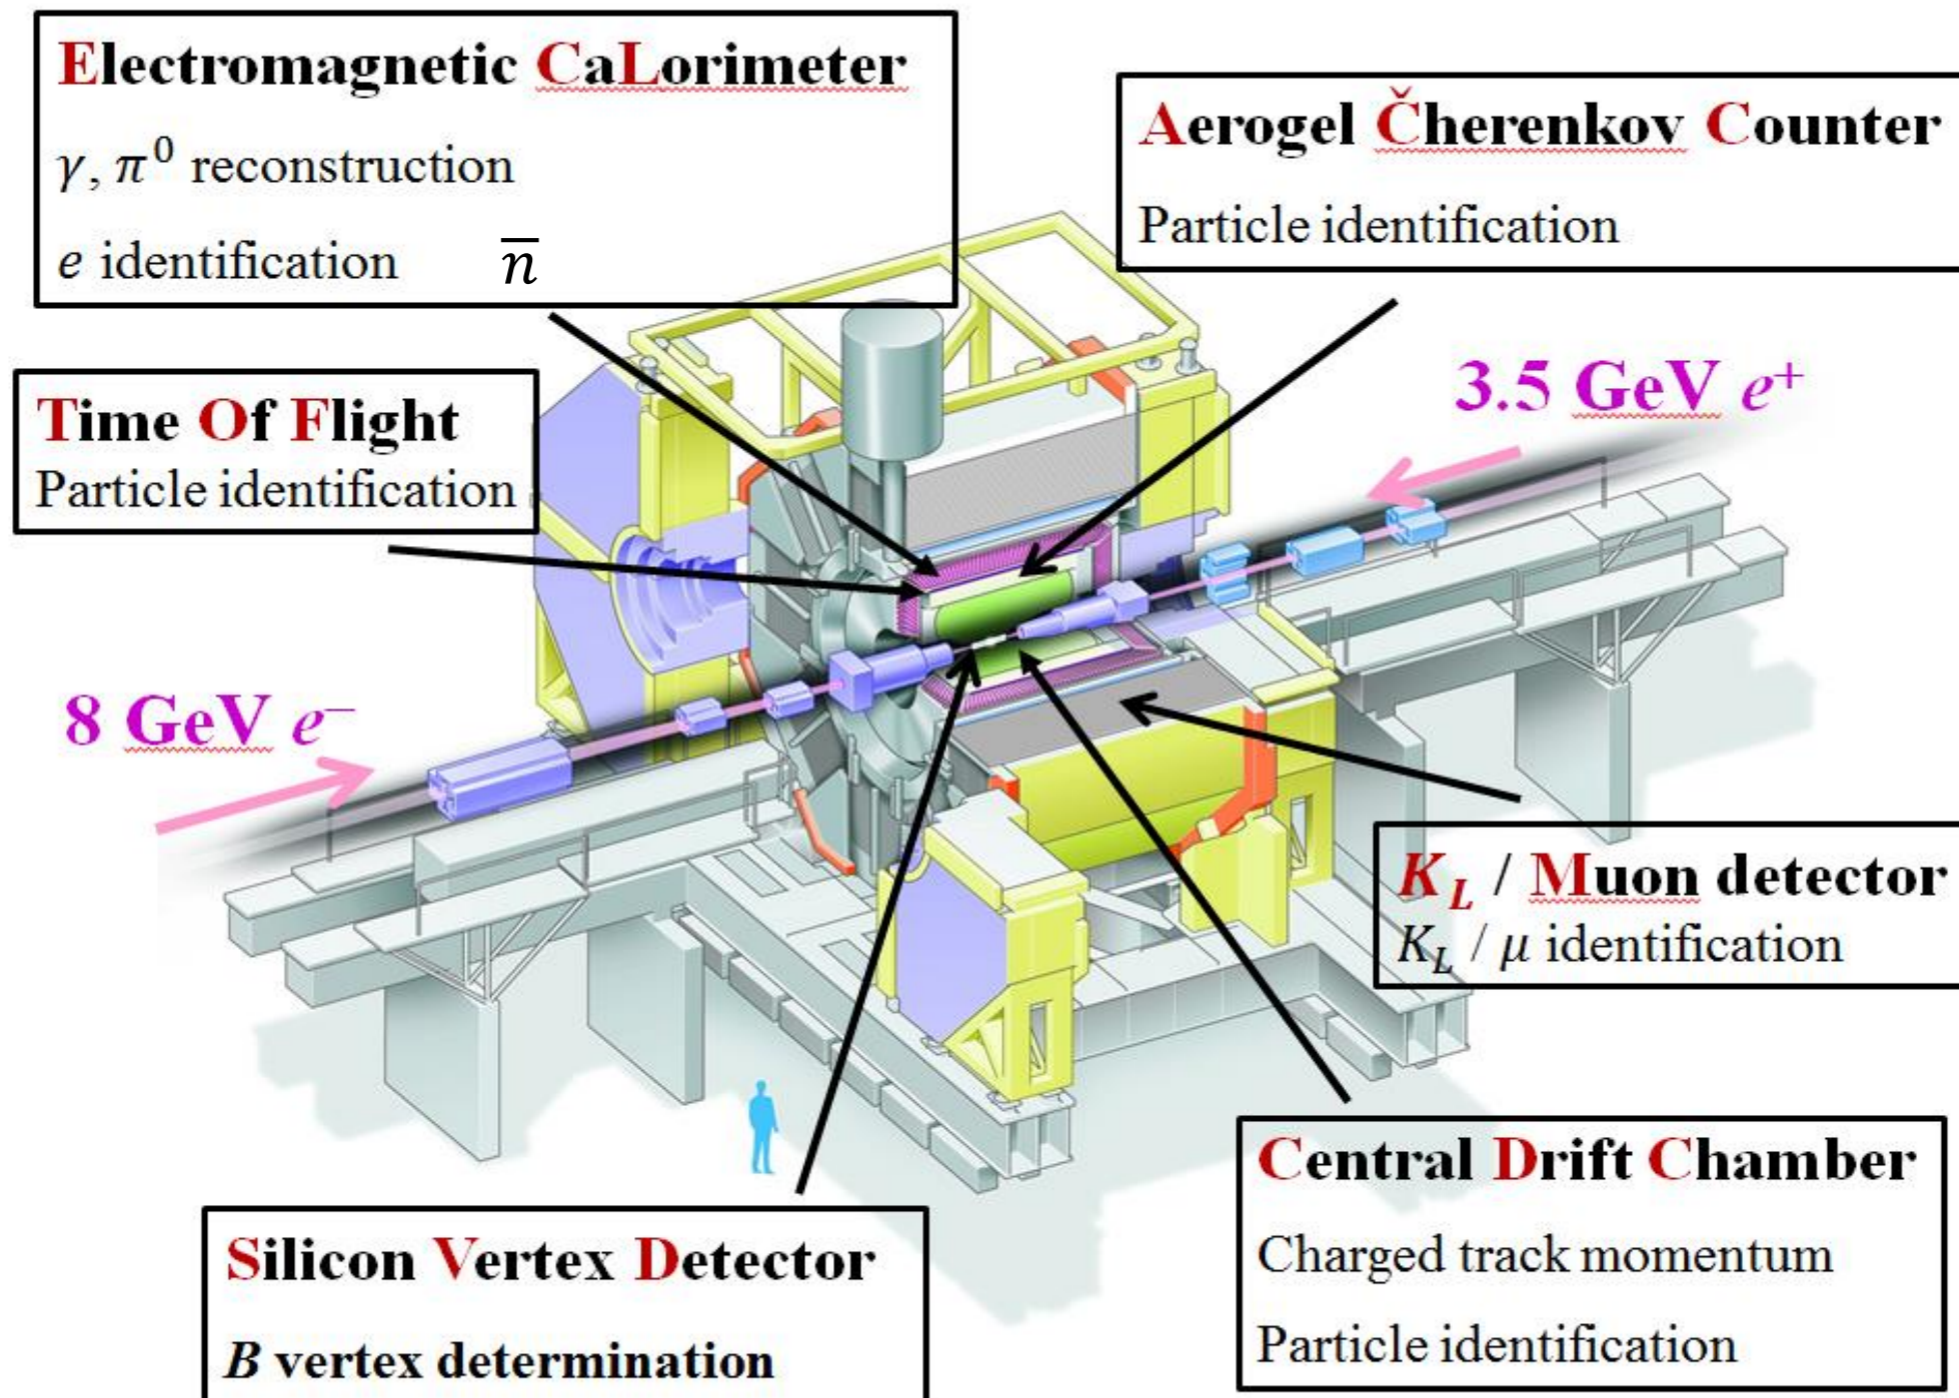 Electromagnetic CaLorimeter
γ, π⁰ reconstruction
e identification n̅
Aerogel Čherenkov Counter
Particle identification
Time Of Flight
Particle identification
3.5 GeV e⁺
8 GeV e⁻
K_L / Muon detector
K_L / μ identification
Central Drift Chamber
Charged track momentum
Particle identification
Silicon Vertex Detector
B vertex determination